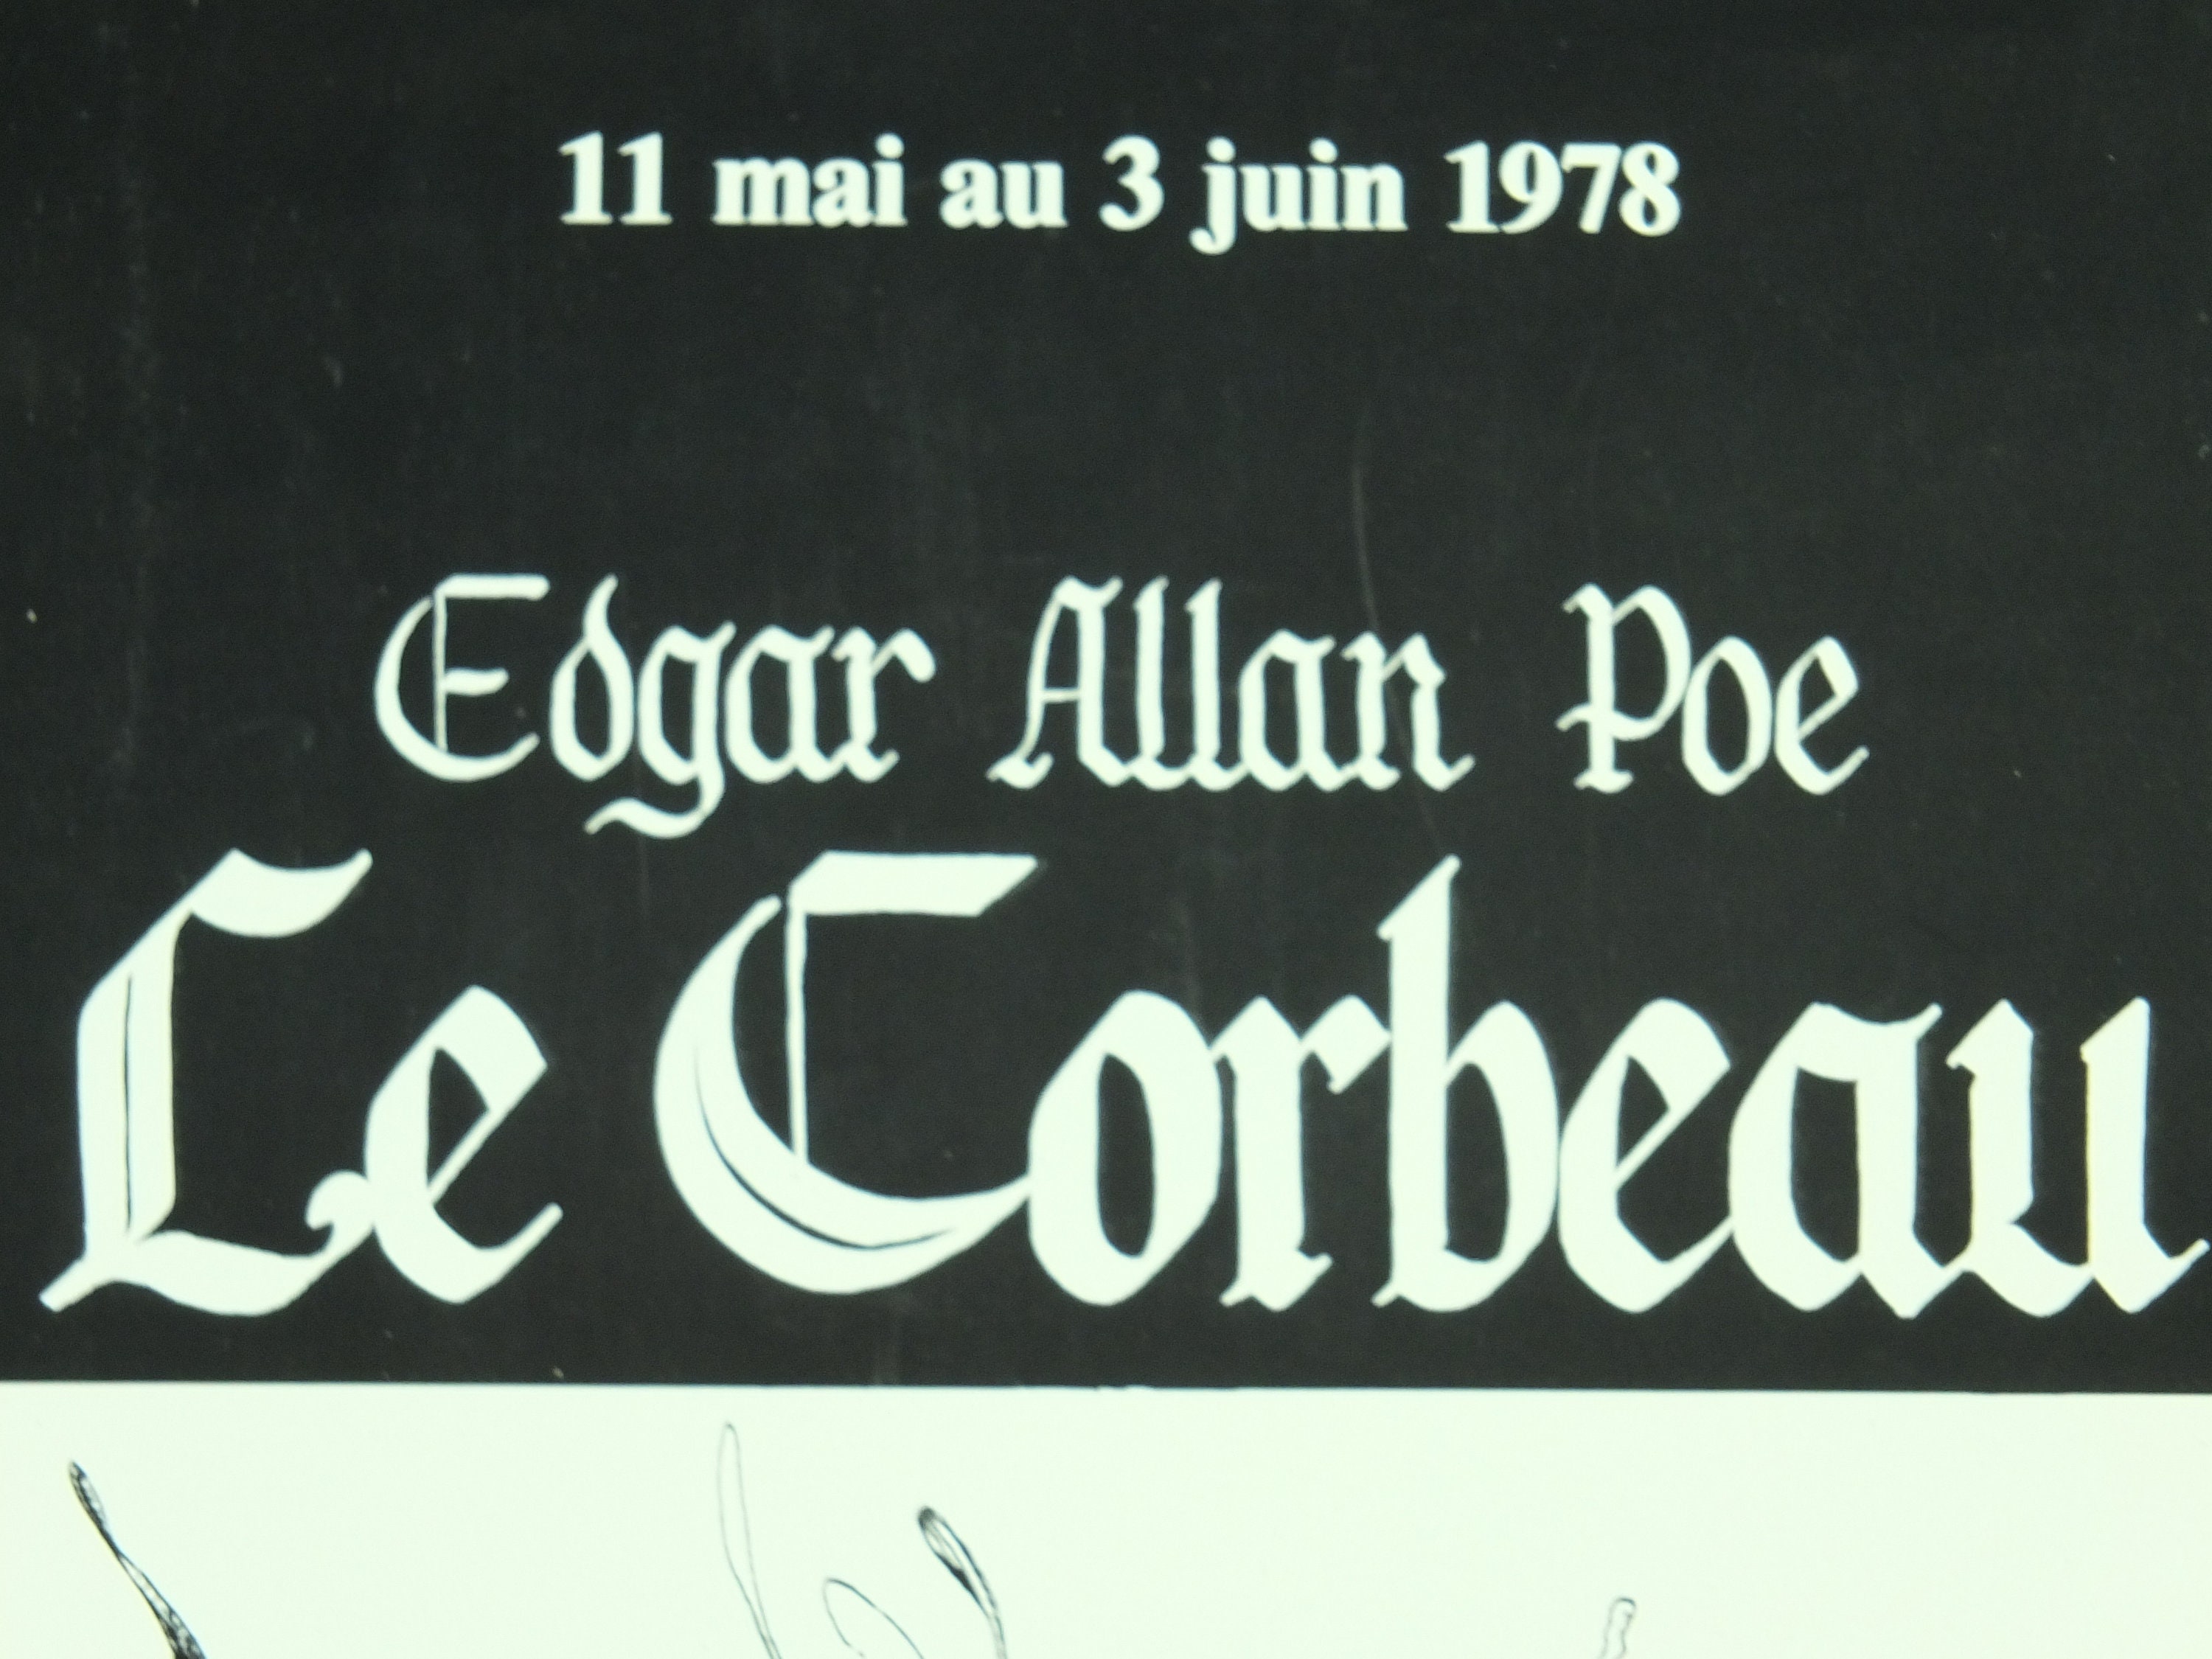 11 mai au 3 juin 1978
Edgar Allan Poe
Le Corbeau